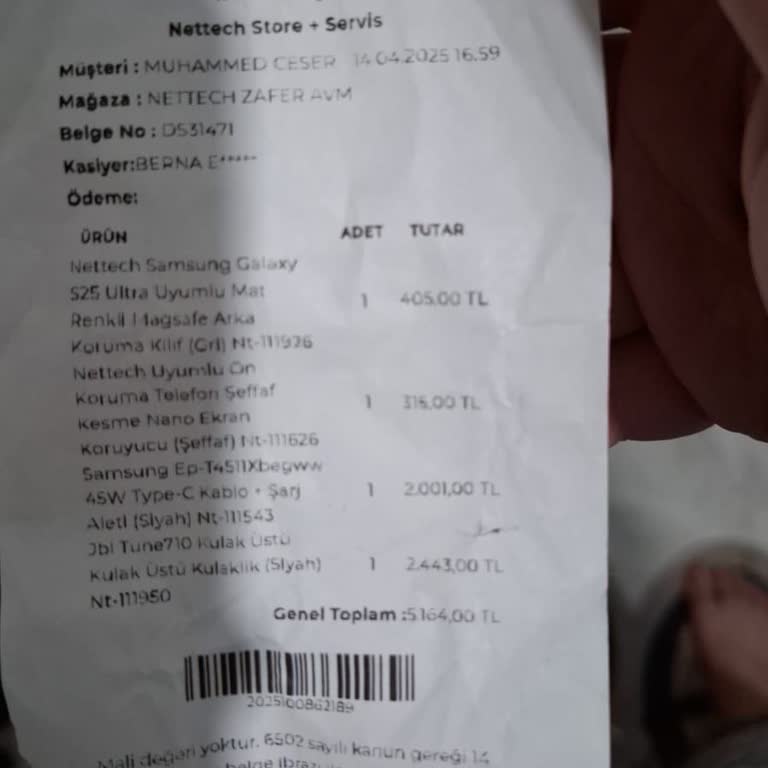 Nettech Store + Servis
Müşteri : MUHAMMED CESER 14.04.2025 16:59
Mağaza : NETTECH ZAFER AVM
Belge No : DS31471
Kasiyer:BERNA E*****
Ödeme:
ÜRÜN ADET TUTAR
Nettech Samsung Galaxy
S25 Ultra Uyumlu Mat
Renkli Magsafe Arka
Koruma Kilıf (Gri) Nt-111926
1 405,00 TL
Nettech Uyumlu Ön
Koruma Telefon Şeffaf
Kesme Nano Ekran
Koruyucu (Şeffaf) Nt-111626
1 315,00 TL
Samsung Ep-T4511Xbegww
45W Type-C Kablo + Şarj
Aleti (Siyah) Nt-111543
1 2.001,00 TL
Jbl Tune710 Kulak Üstü
Kulak Üstü Kulaklık (Siyah)
Nt-111950
1 2.443,00 TL
Genel Toplam :5.164,00 TL
2025100862189
Mali değeri yoktur. 6502 sayılı kanun gereği 14
belge ibrazı